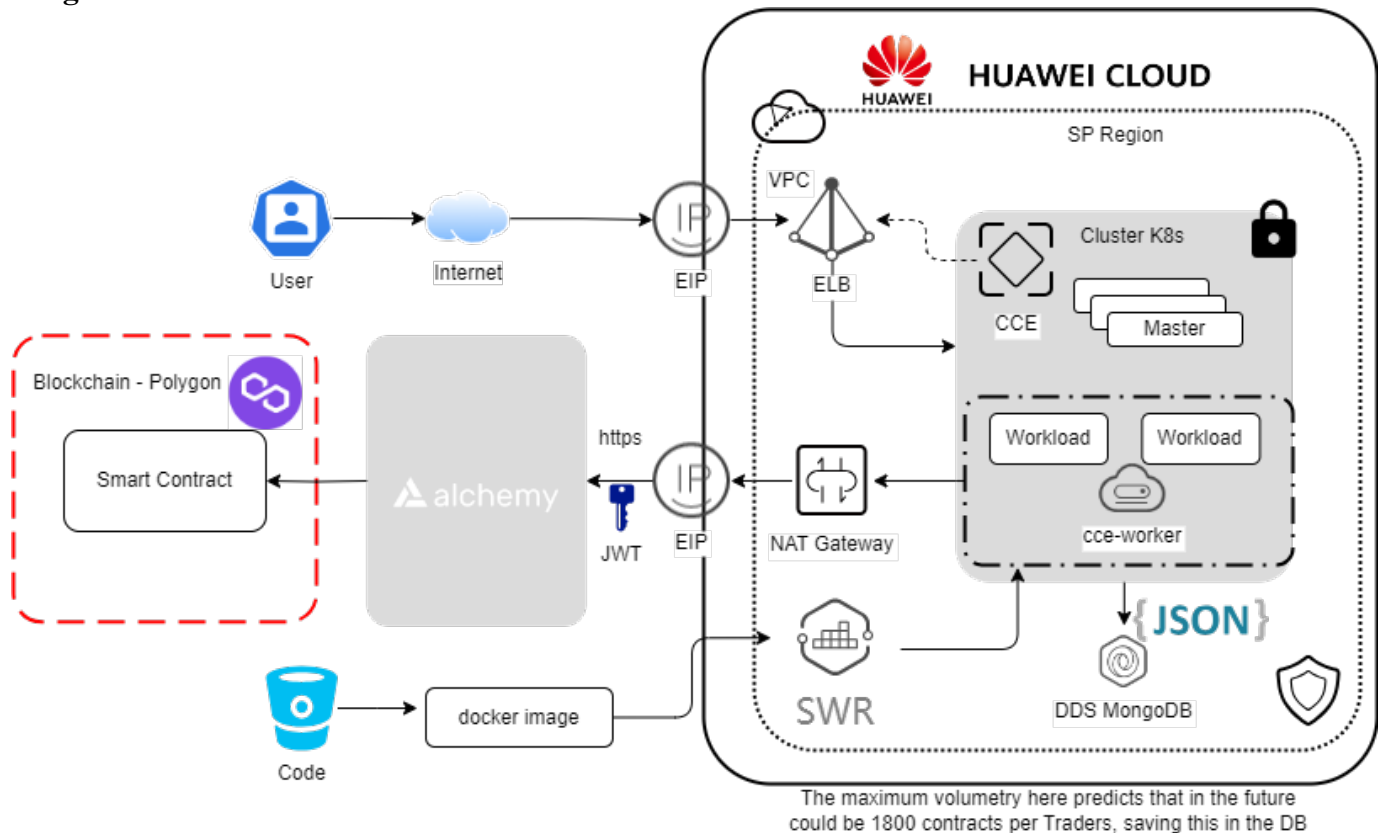 HUAWEI
HUAWEI CLOUD
SP Region
VPC
User
Internet
EIP
ELB
Cluster K8s
CCE
Master
Blockchain - Polygon
Smart Contract
alchemy
https
JWT
EIP
NAT Gateway
Workload
Workload
cce-worker
{JSON}
DDS MongoDB
SWR
docker image
Code
The maximum volumetry here predicts that in the future
could be 1800 contracts per Traders, saving this in the DB